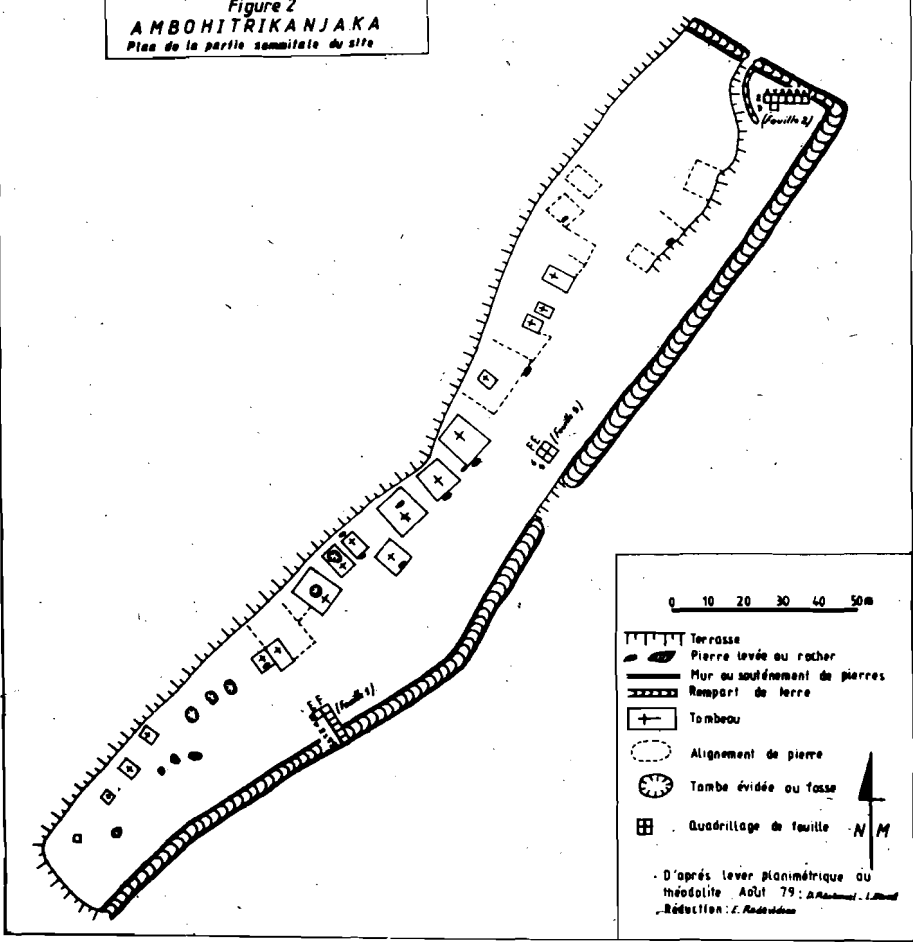 Figure 2
AMBOHITRIKANJAKA
Plan de la partie sommitale du site
(Fouille 2)
F E
(Fouille 3)
E F
(Fouille 1)
0 10 20 30 40 50m
Terrasse
Pierre levée ou rocher
Mur ou soutènement de pierres
Rempart de terre
Tombeau
Alignement de pierre
Tombe évidée ou fosse
Quadrillage de fouille
N M
D'après lever planimétrique au
théodolite Août 79:
Réduction: E.